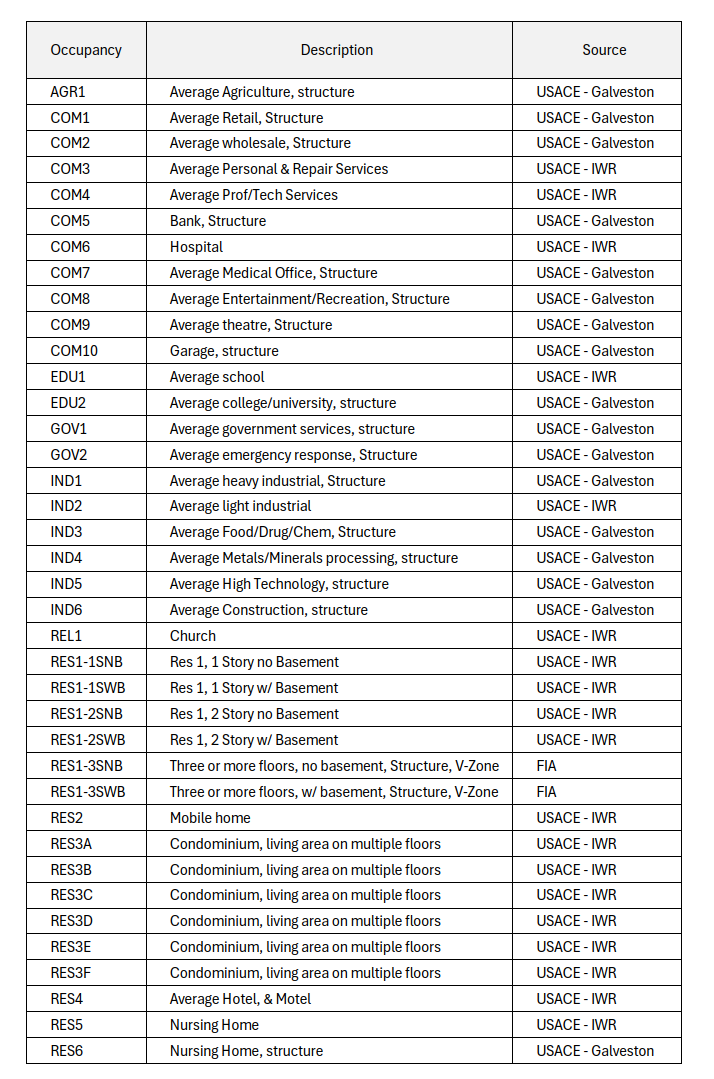 Occupancy Description Source
AGR1 Average Agriculture, structure USACE - Galveston
COM1 Average Retail, Structure USACE - Galveston
COM2 Average wholesale, Structure USACE - Galveston
COM3 Average Personal & Repair Services USACE - IWR
COM4 Average Prof/Tech Services USACE - IWR
COM5 Bank, Structure USACE - Galveston
COM6 Hospital USACE - IWR
COM7 Average Medical Office, Structure USACE - Galveston
COM8 Average Entertainment/Recreation, Structure USACE - Galveston
COM9 Average theatre, Structure USACE - Galveston
COM10 Garage, structure USACE - Galveston
EDU1 Average school USACE - IWR
EDU2 Average college/university, structure USACE - Galveston
GOV1 Average government services, structure USACE - Galveston
GOV2 Average emergency response, Structure USACE - Galveston
IND1 Average heavy industrial, Structure USACE - Galveston
IND2 Average light industrial USACE - IWR
IND3 Average Food/Drug/Chem, Structure USACE - Galveston
IND4 Average Metals/Minerals processing, structure USACE - Galveston
IND5 Average High Technology, structure USACE - Galveston
IND6 Average Construction, structure USACE - Galveston
REL1 Church USACE - IWR
RES1-1SNB Res 1, 1 Story no Basement USACE - IWR
RES1-1SWB Res 1, 1 Story w/ Basement USACE - IWR
RES1-2SNB Res 1, 2 Story no Basement USACE - IWR
RES1-2SWB Res 1, 2 Story w/ Basement USACE - IWR
RES1-3SNB Three or more floors, no basement, Structure, V-Zone FIA
RES1-3SWB Three or more floors, w/ basement, Structure, V-Zone FIA
RES2 Mobile home USACE - IWR
RES3A Condominium, living area on multiple floors USACE - IWR
RES3B Condominium, living area on multiple floors USACE - IWR
RES3C Condominium, living area on multiple floors USACE - IWR
RES3D Condominium, living area on multiple floors USACE - IWR
RES3E Condominium, living area on multiple floors USACE - IWR
RES3F Condominium, living area on multiple floors USACE - IWR
RES4 Average Hotel, & Motel USACE - IWR
RES5 Nursing Home USACE - IWR
RES6 Nursing Home, structure USACE - Galveston